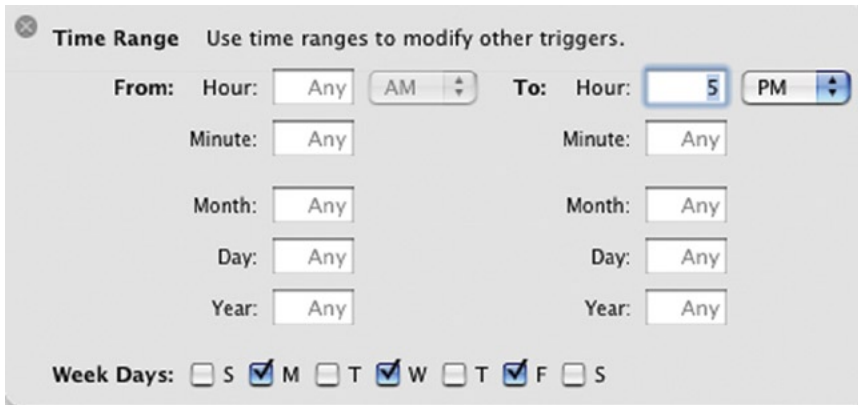 Time Range Use time ranges to modify other triggers.
From: Hour: Any AM To: Hour: 5 PM
Minute: Any Minute: Any
Month: Any Month: Any
Day: Any Day: Any
Year: Any Year: Any
Week Days: S M T W T F S